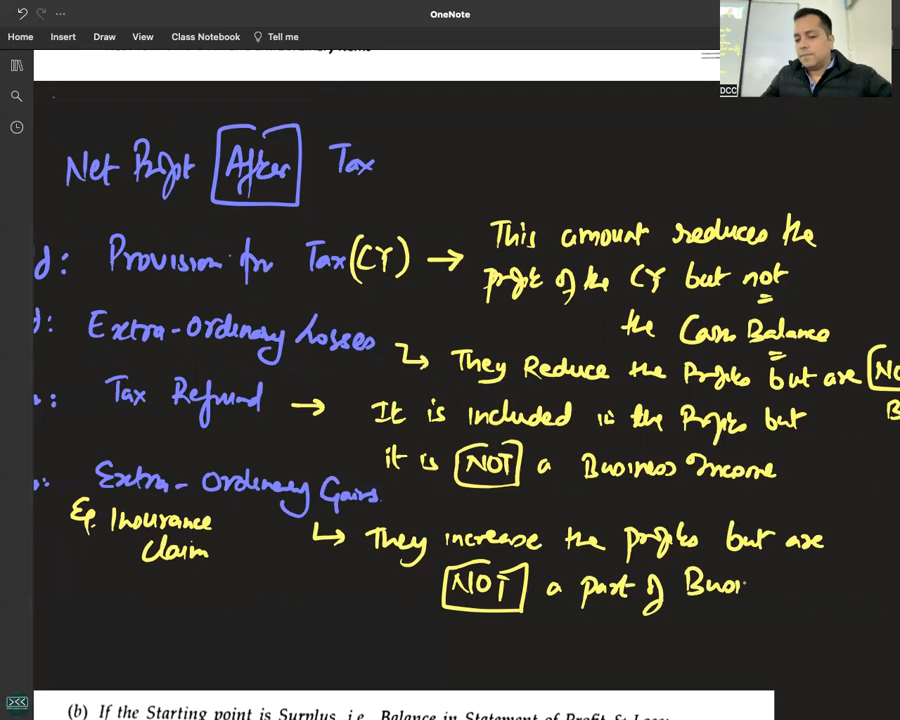 OneNote
Home Insert Draw View Class Notebook Tell me
Net Profit After Tax
d: Provision for Tax (CY) → This amount reduces the
profit of the CY but not
the Cash Balance
d: Extra-Ordinary Losses
↳ They Reduce the Profits but are NO
B
: Tax Refund → It is included in the Profits but
it is NOT a Business Income
: Extra-Ordinary Gains.
Eg. Insurance
Claim
↳ They increase the profits but are
NOT a part of Busi
(b) If the Starting point is Surplus, i.e., Balance in Statement of Profit & Loss:
DCC